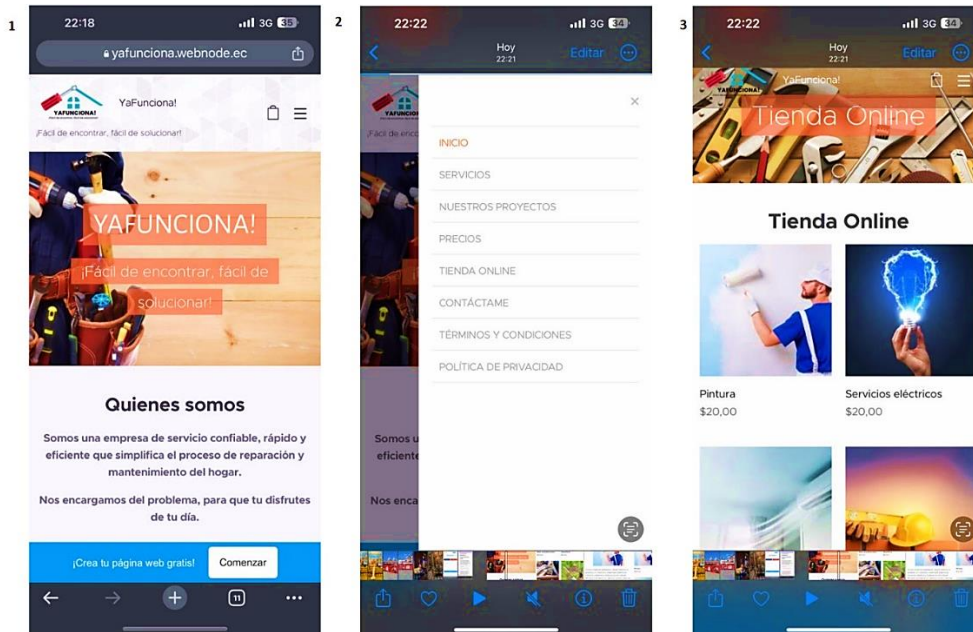 1
22:18
3G 35
yafunciona.webnode.ec
YAFUNCIONA!
YaFunciona!
¡Fácil de encontrar, fácil de solucionar!
YAFUNCIONA!
¡Fácil de encontrar, fácil de
solucionar!
Quienes somos
Somos una empresa de servicio confiable, rápido y
eficiente que simplifica el proceso de reparación y
mantenimiento del hogar.
Nos encargamos del problema, para que tu disfrutes
de tu día.
¡Crea tu página web gratis!
Comenzar
11
2
22:22
3G 34
Hoy
22:21
Editar
¡Fácil de enco
INICIO
SERVICIOS
NUESTROS PROYECTOS
PRECIOS
TIENDA ONLINE
CONTÁCTAME
TÉRMINOS Y CONDICIONES
POLÍTICA DE PRIVACIDAD
Somos u
eficiente
Nos enca
3
22:22
3G 34
Hoy
22:21
Editar
YAFUNCIONA!
YaFunciona!
Tienda Online
Tienda Online
Pintura
$20,00
Servicios eléctricos
$20,00